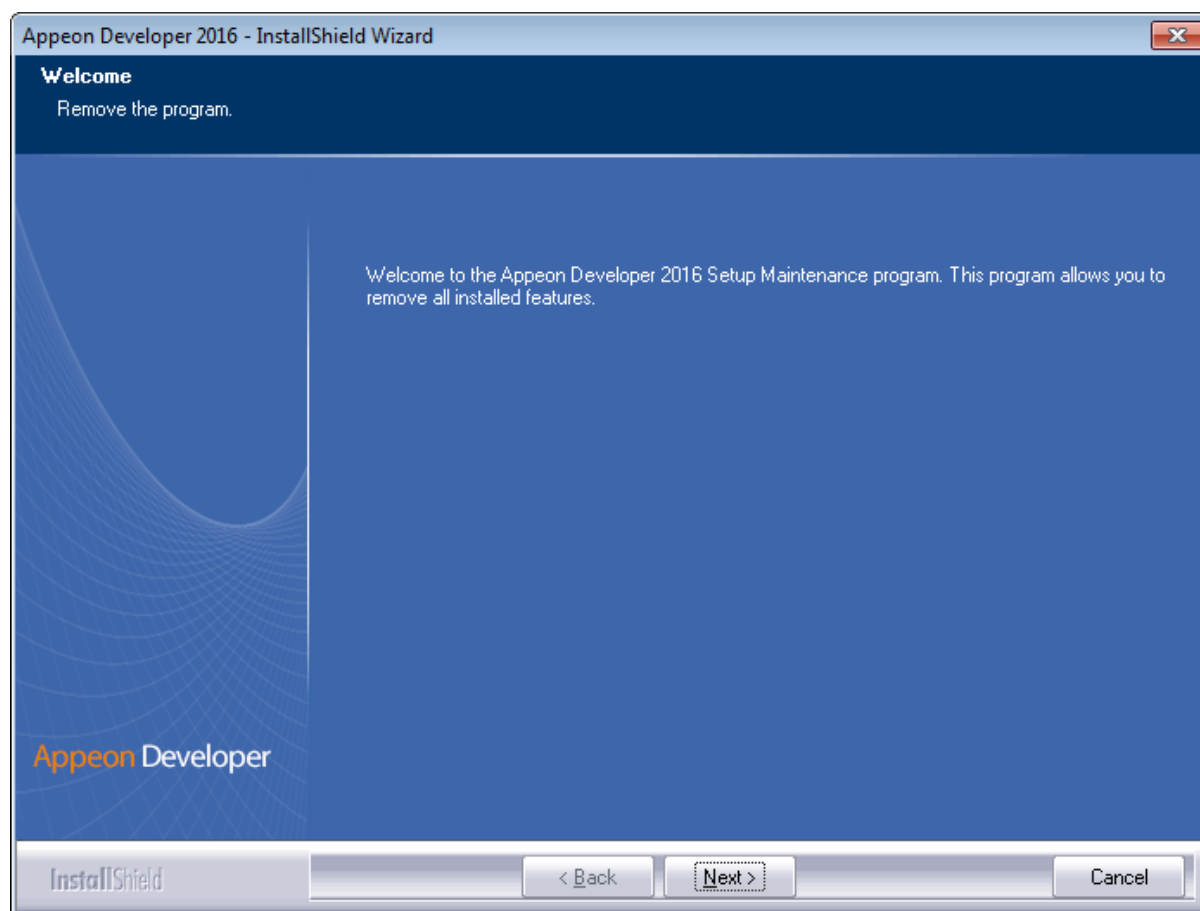 Appeon Developer 2016 - InstallShield Wizard
Welcome
Remove the program.
Welcome to the Appeon Developer 2016 Setup Maintenance program. This program allows you to
remove all installed features.
Appeon Developer
InstallShield
< Back
Next >
Cancel